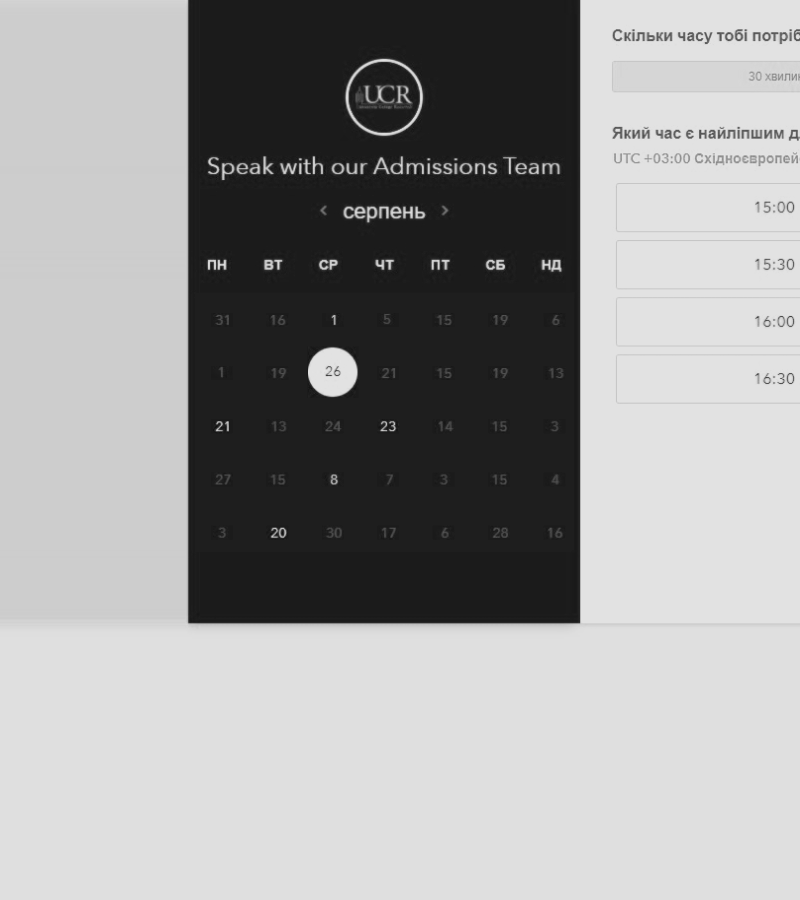 UCR
Speak with our Admissions Team
< серпень >
ПН ВТ СР ЧТ ПТ СБ НД
31 16 1 5 15 19 6
1 19 26 21 15 19 13
21 13 24 23 14 15 3
27 15 8 7 3 15 4
3 20 30 17 6 28 16
Скільки часу тобі потріб
30 хвилин
Який час є найліпшим д
UTC +03:00 Східноєвропей
15:00
15:30
16:00
16:30